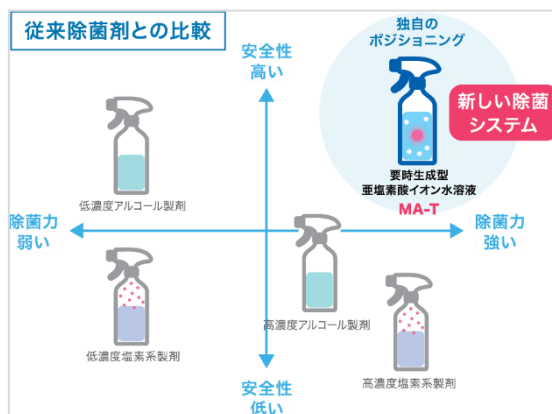 従来除菌剤との比較
独自の
ポジショニング
安全性
高い
新しい除菌
システム
要時生成型
亜塩素酸イオン水溶液
MA-T
低濃度アルコール製剤
除菌力
弱い
除菌力
強い
高濃度アルコール製剤
低濃度塩素系製剤
高濃度塩素系製剤
安全性
低い